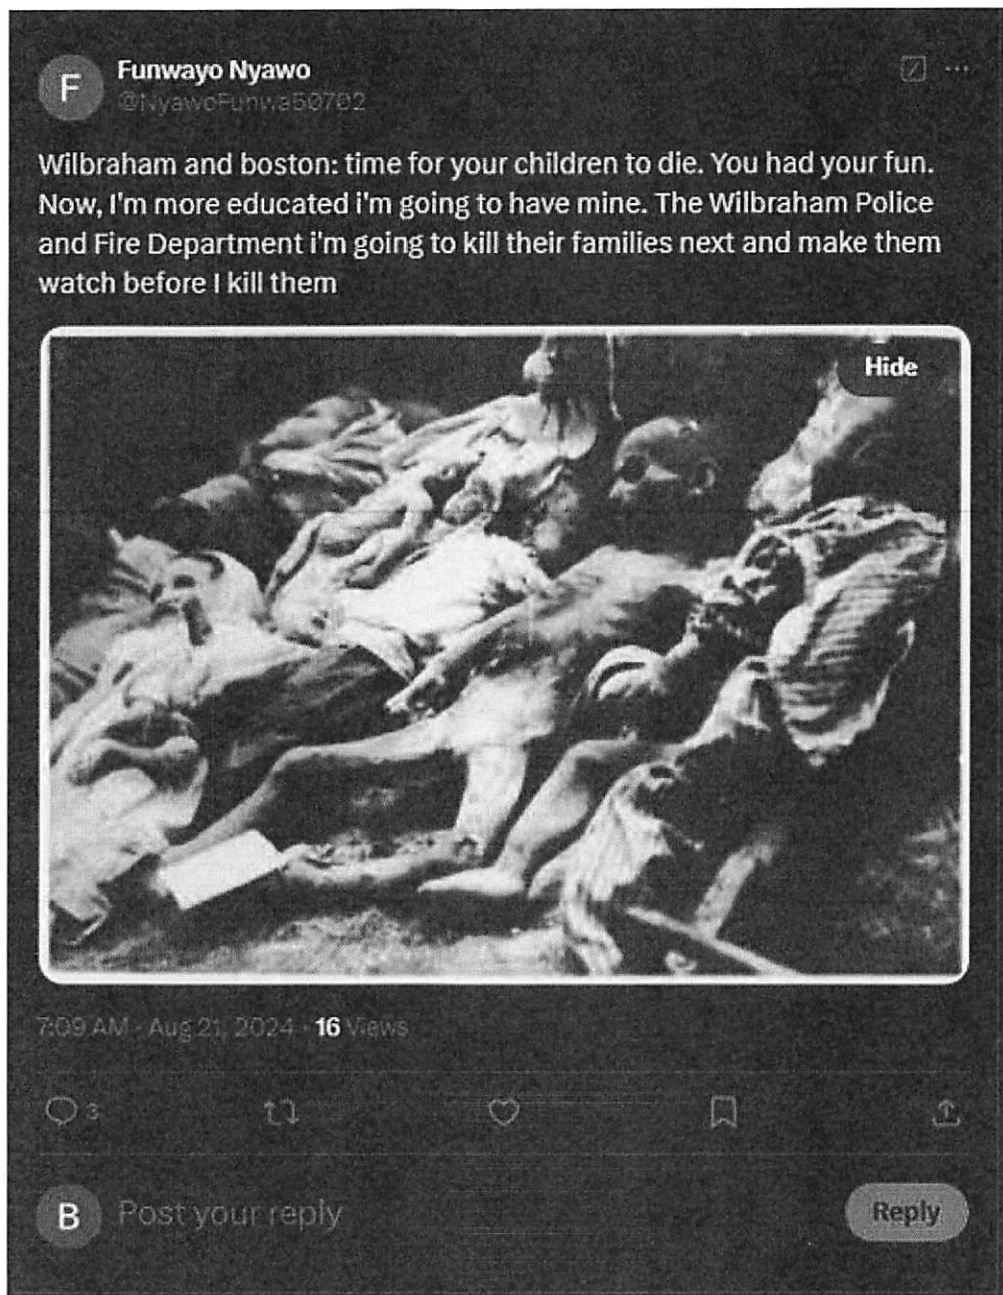 F
Funwayo Nyawo
@NyawoFunwa50702
Wilbraham and boston: time for your children to die. You had your fun.
Now, I'm more educated i'm going to have mine. The Wilbraham Police
and Fire Department i'm going to kill their families next and make them
watch before I kill them
Hide
7:09 AM · Aug 21, 2024 · 16 Views
3
B Post your reply
Reply